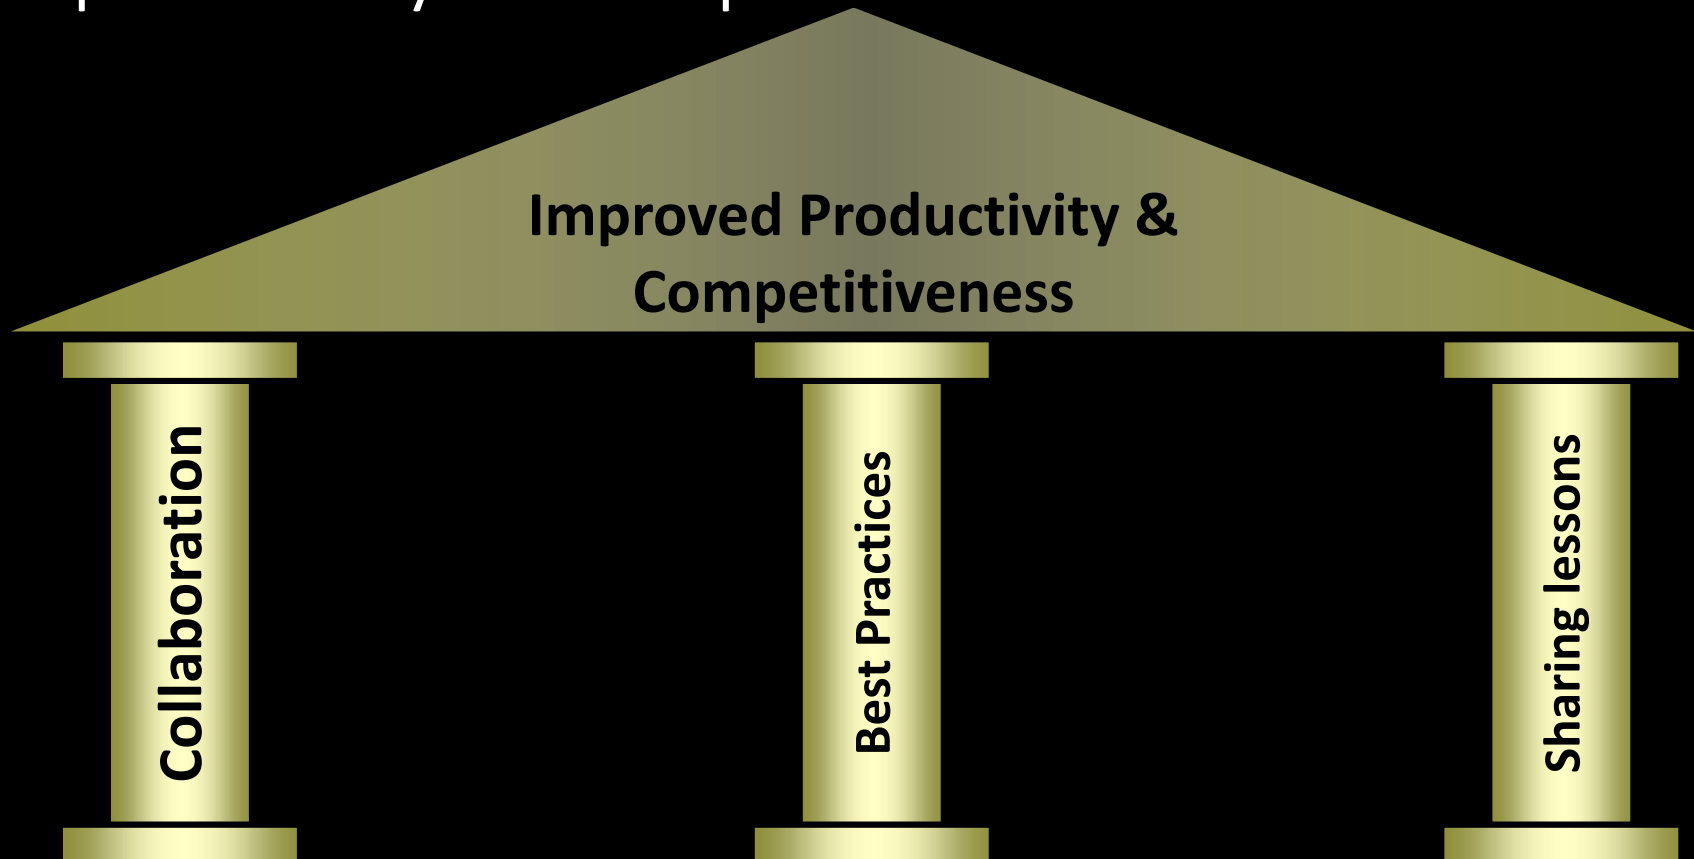 Improved Productivity &
Competitiveness
Collaboration
Best Practices
Sharing lessons